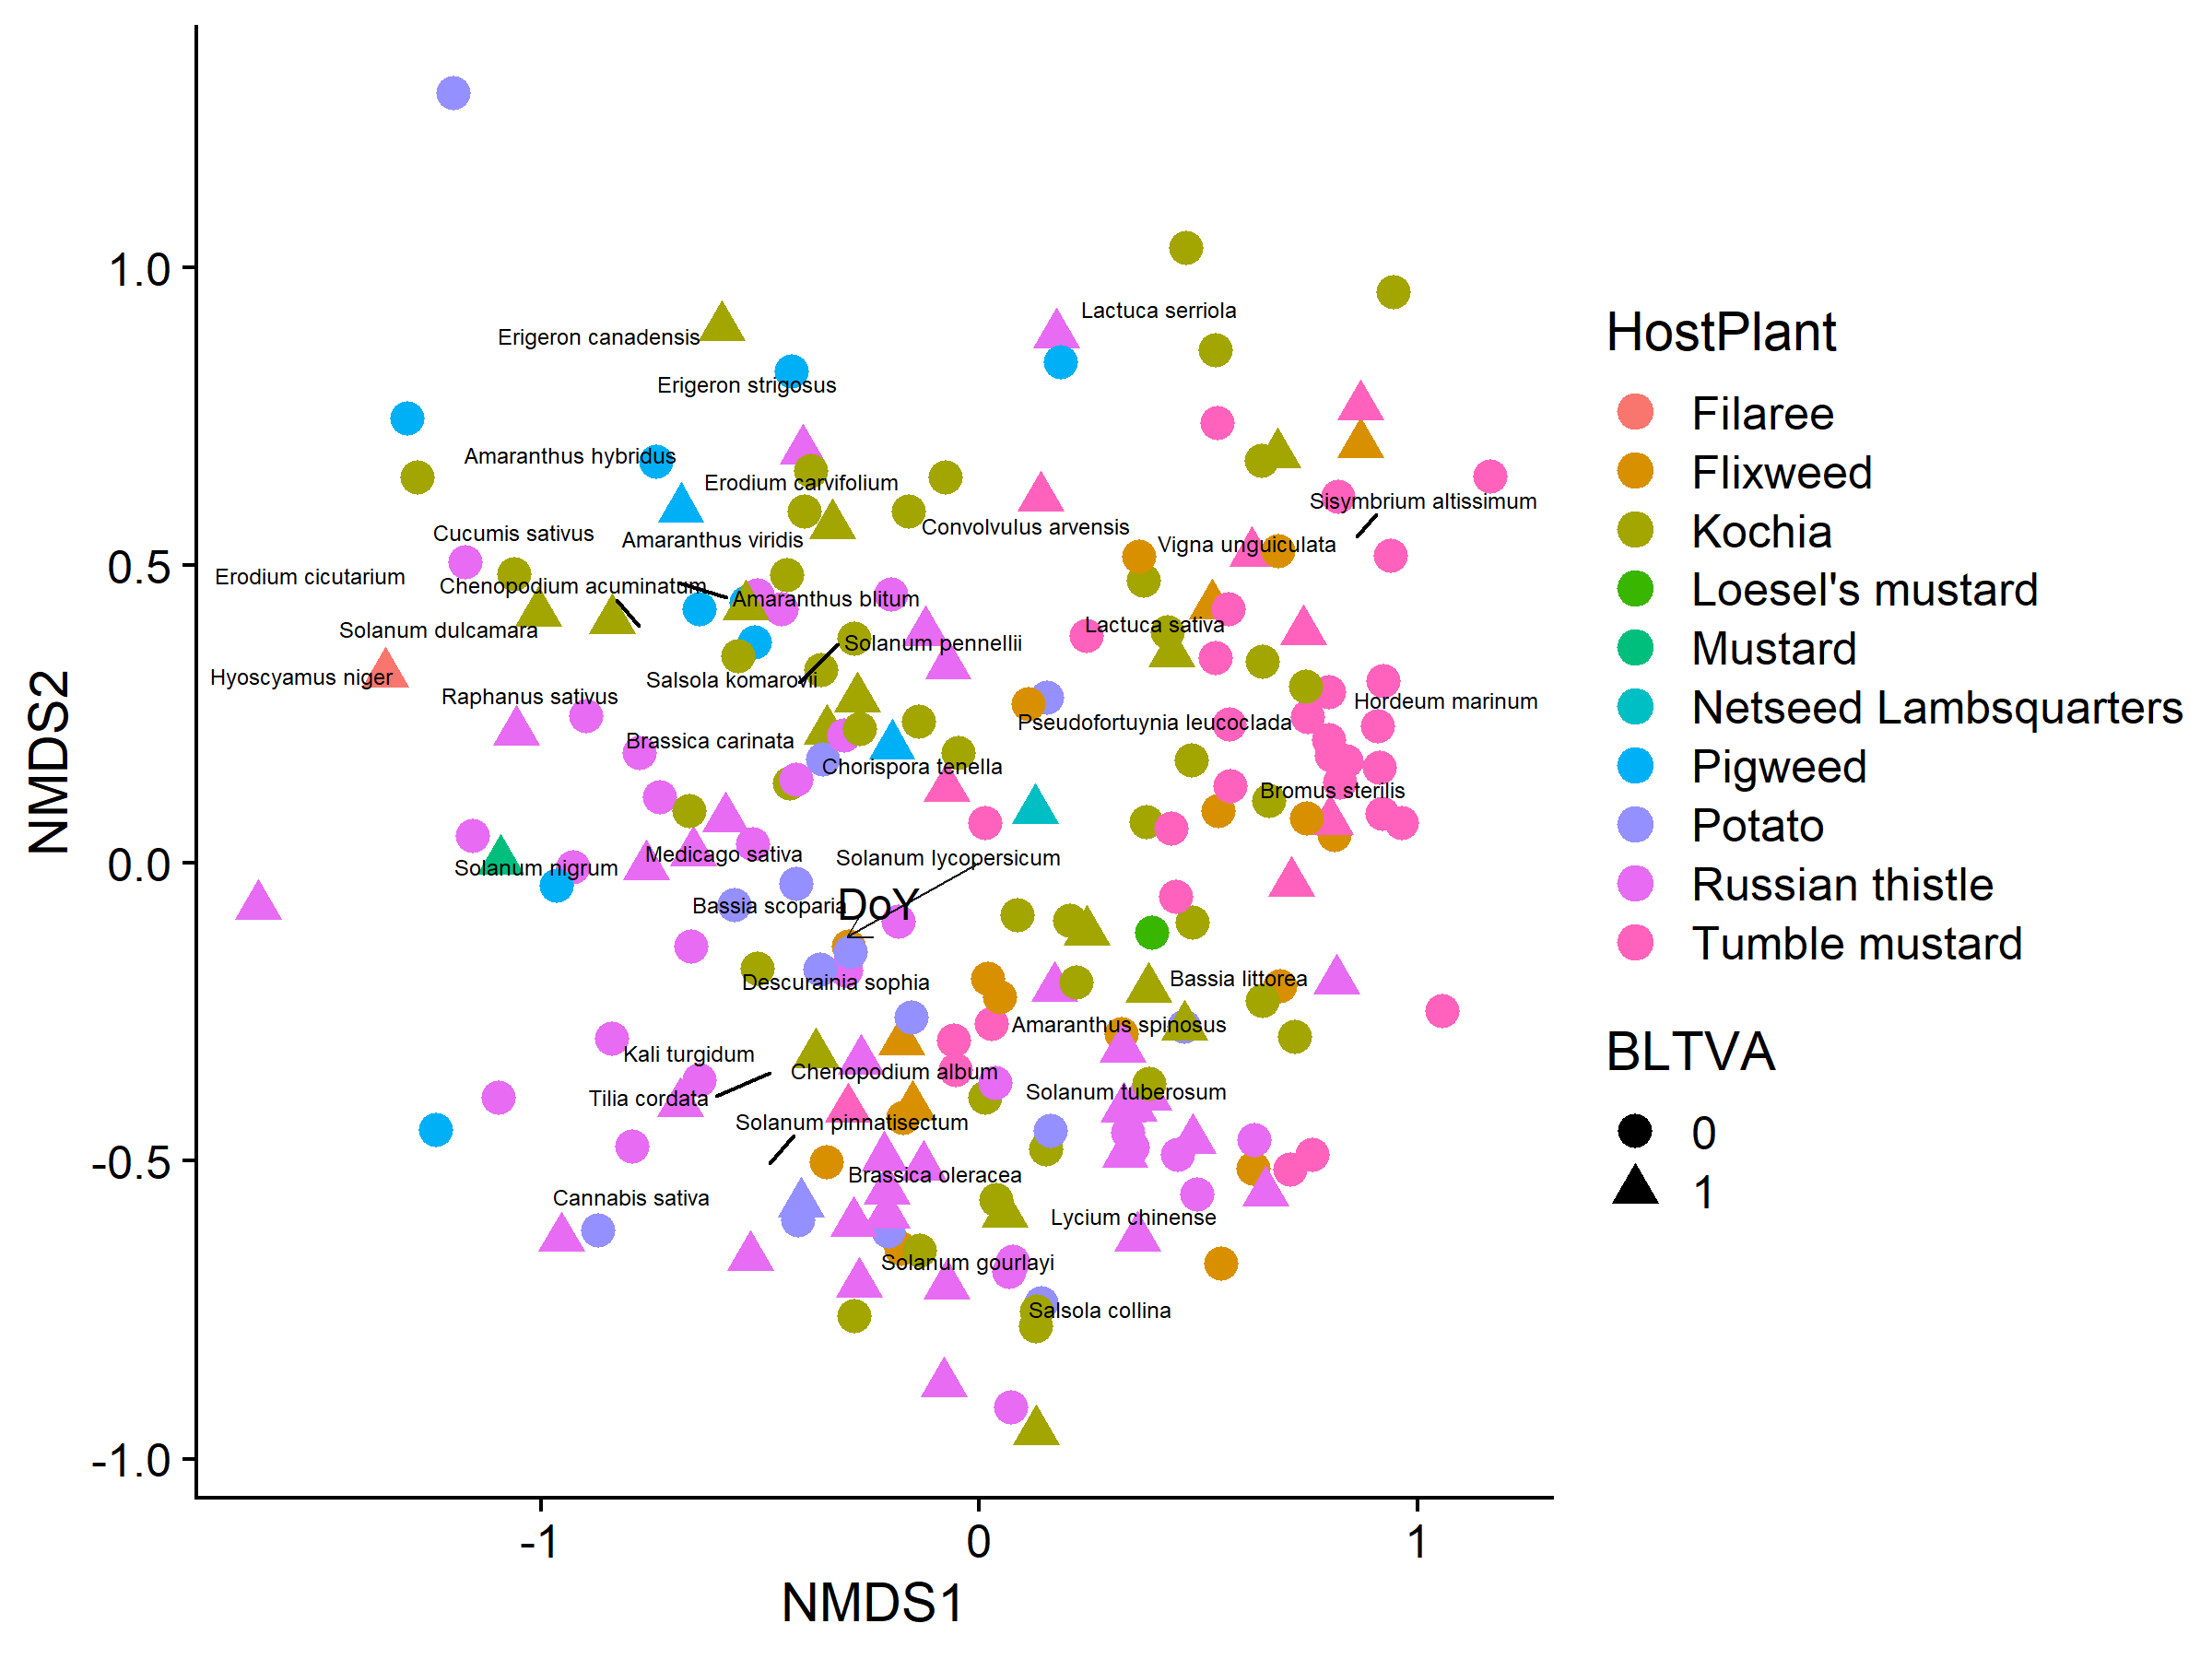 Lactuca serriola
Erigeron canadensis
Erigeron strigosus
Amaranthus hybridus
Erodium carvifolium
Sisymbrium altissimum
Convolvulus arvensis
Cucumis sativus
Amaranthus viridis
Vigna unguiculata
Erodium cicutarium
Chenopodium acuminatum
Amaranthus blitum
Lactuca sativa
Solanum dulcamara
Solanum pennellii
Hyoscyamus niger
Salsola komarovii
Raphanus sativus
Hordeum marinum
Pseudofortuynia leucoclada
Brassica carinata
Chorispora tenella
Bromus sterilis
Medicago sativa
Solanum lycopersicum
Solanum nigrum
Bassia scoparia
DoY
Descurainia sophia
Bassia littorea
Amaranthus spinosus
Kali turgidum
Chenopodium album
Tilia cordata
Solanum tuberosum
Solanum pinnatisectum
Brassica oleracea
Cannabis sativa
Lycium chinense
Solanum gourlayi
Salsola collina
1.0
0.5
0.0
-0.5
-1.0
NMDS2
-1
0
1
NMDS1
HostPlant
Filaree
Flixweed
Kochia
Loesel's mustard
Mustard
Netseed Lambsquarters
Pigweed
Potato
Russian thistle
Tumble mustard
BLTVA
0
1